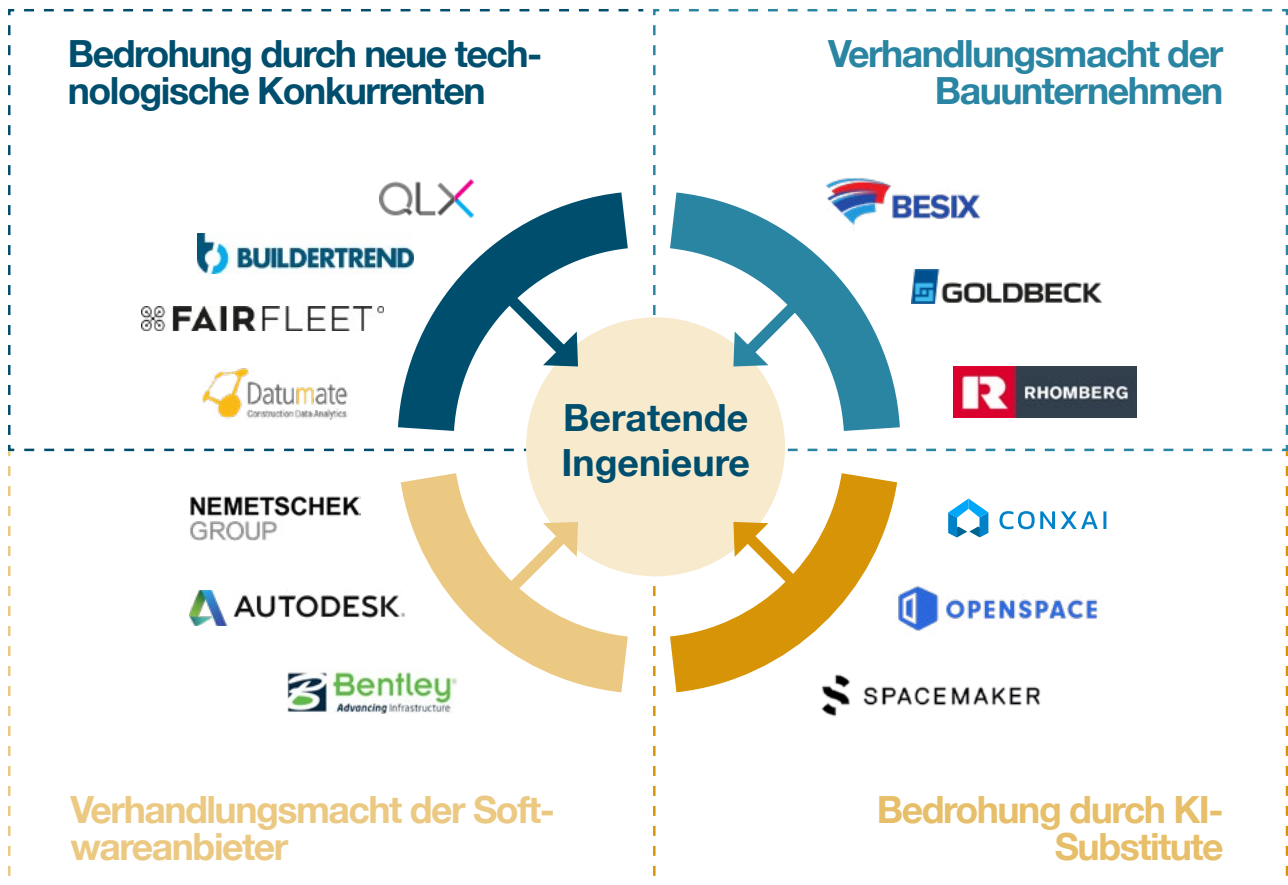 Bedrohung durch neue tech-
nologische Konkurrenten
Verhandlungsmacht der
Bauunternehmen
QLX
BUILDERTREND
FAIRFLEET°
Datumate
Construction Data Analytics
BESIX
GOLDBECK
R RHOMBERG
Beratende
Ingenieure
NEMETSCHEK
GROUP
AUTODESK.
Bentley®
Advancing Infrastructure
CONXAI
OPENSPACE
SPACEMAKER
Verhandlungsmacht der Soft-
wareanbieter
Bedrohung durch KI-
Substitute